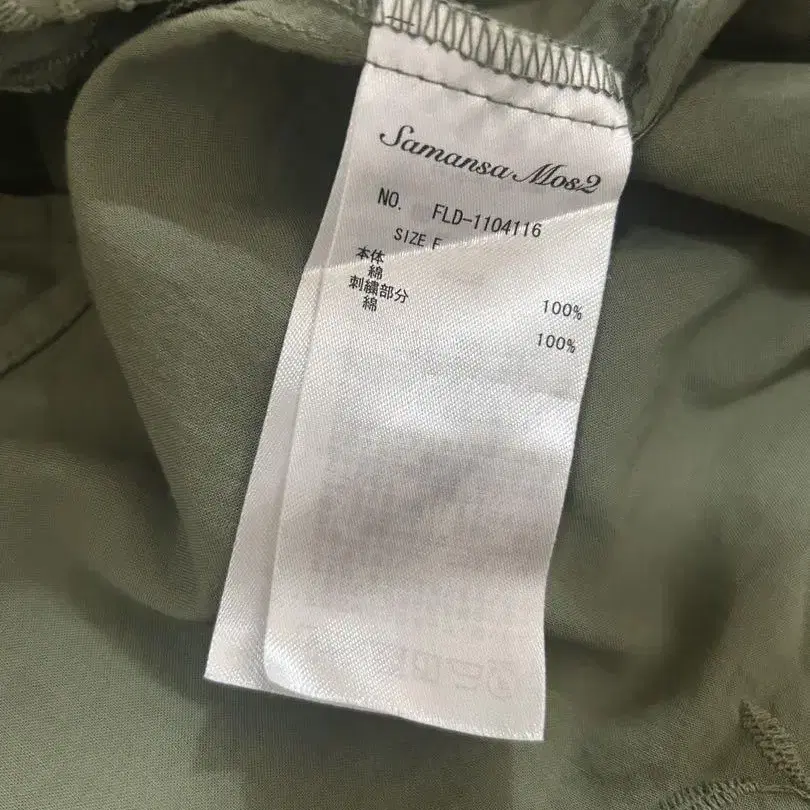 Samansa Mos2
NO. FLD-1104116
SIZE F
本体
綿 100%
刺繍部分
綿 100%